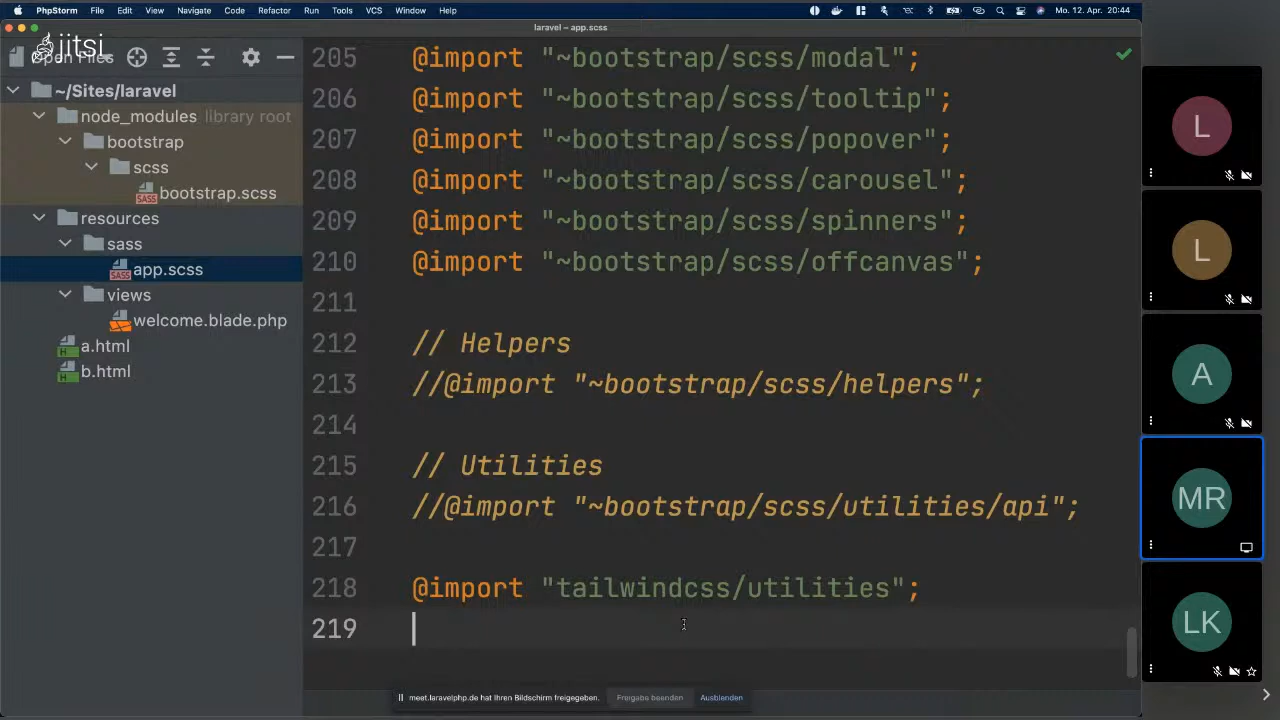 PhpStorm File Edit View Navigate Code Refactor Run Tools VCS Window Help Mo. 12. Apr. 20:44
laravel – app.scss
jitsi
Open Files
~/Sites/laravel
node_modules library root
bootstrap
scss
bootstrap.scss
resources
sass
app.scss
views
welcome.blade.php
a.html
b.html
205 @import "~bootstrap/scss/modal";
206 @import "~bootstrap/scss/tooltip";
207 @import "~bootstrap/scss/popover";
208 @import "~bootstrap/scss/carousel";
209 @import "~bootstrap/scss/spinners";
210 @import "~bootstrap/scss/offcanvas";
211
212 // Helpers
213 //@import "~bootstrap/scss/helpers";
214
215 // Utilities
216 //@import "~bootstrap/scss/utilities/api";
217
218 @import "tailwindcss/utilities";
219
meet.laravelphp.de hat Ihren Bildschirm freigegeben. Freigabe beenden Ausblenden
L
L
A
MR
LK